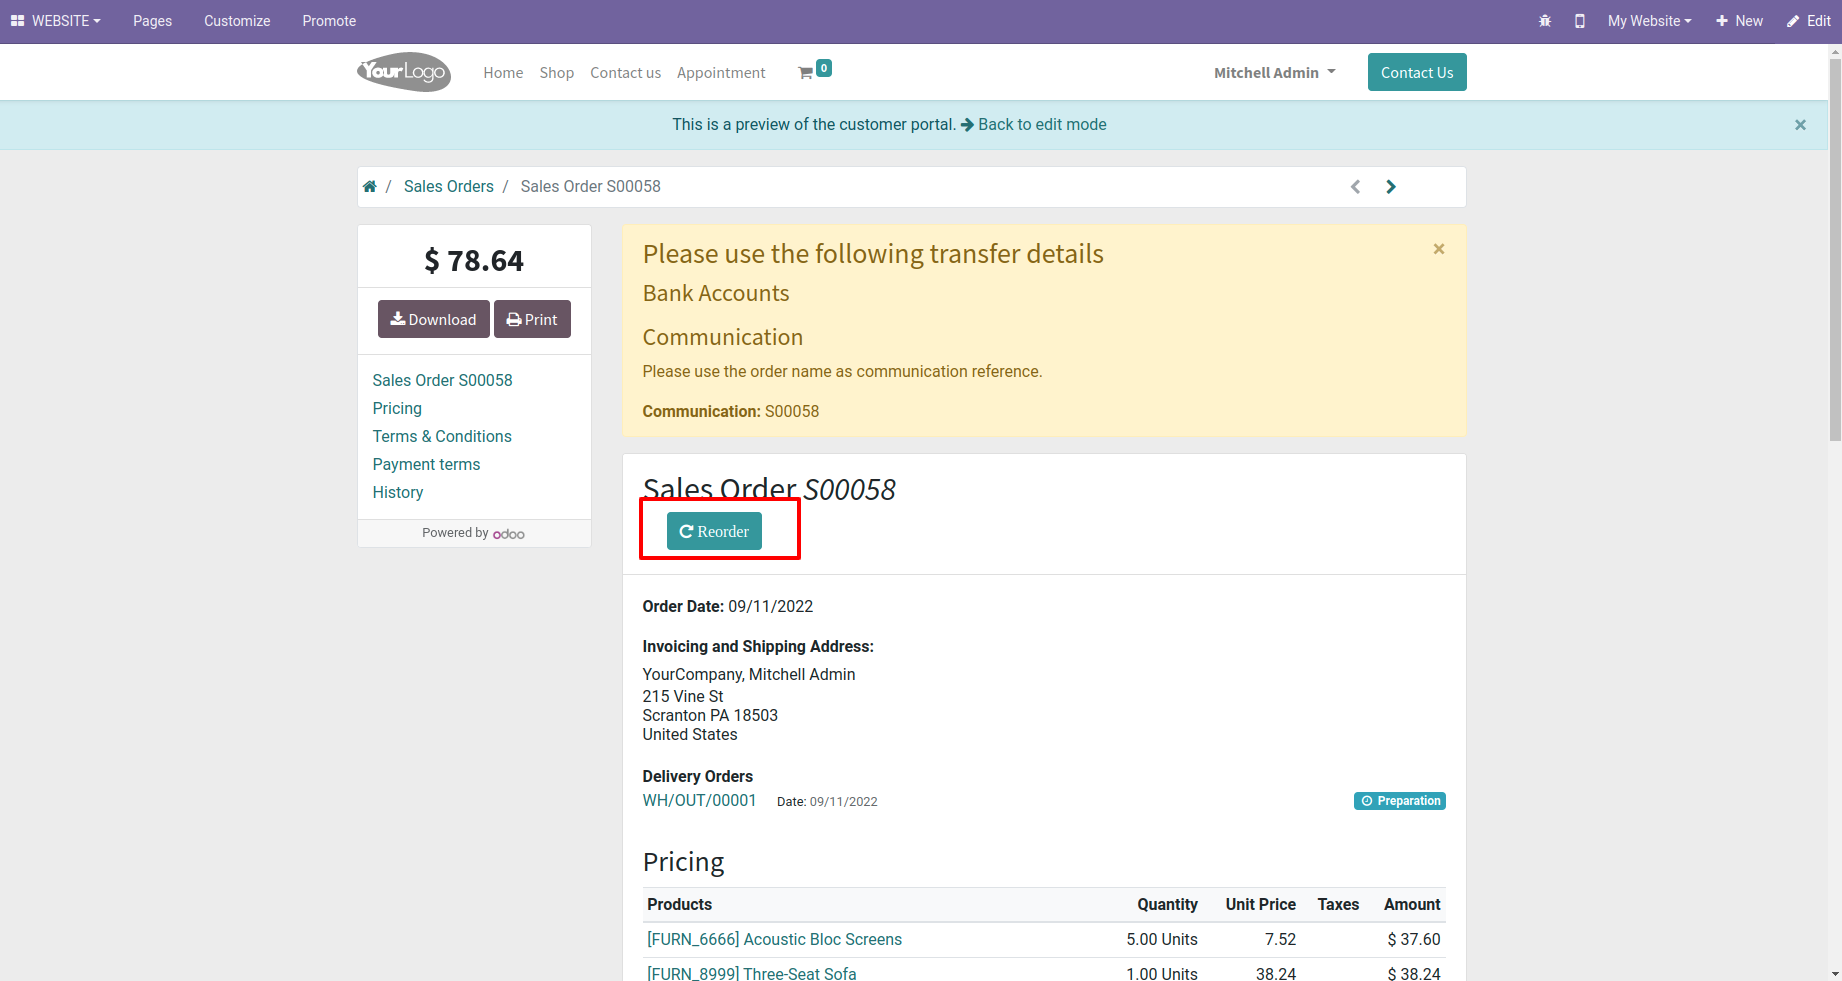 WEBSITE Pages Customize Promote My Website New Edit
YourLogo Home Shop Contact us Appointment 0 Mitchell Admin Contact Us
This is a preview of the customer portal. Back to edit mode ×
/ Sales Orders / Sales Order S00058
$ 78.64
Download Print
Sales Order S00058
Pricing
Terms & Conditions
Payment terms
History
Powered by odoo
Please use the following transfer details ×
Bank Accounts
Communication
Please use the order name as communication reference.
Communication: S00058
Sales Order S00058
Reorder
Order Date: 09/11/2022
Invoicing and Shipping Address:
YourCompany, Mitchell Admin
215 Vine St
Scranton PA 18503
United States
Delivery Orders
WH/OUT/00001 Date: 09/11/2022 Preparation
Pricing
Products Quantity Unit Price Taxes Amount
[FURN_6666] Acoustic Bloc Screens 5.00 Units 7.52 $ 37.60
[FURN_8999] Three-Seat Sofa 1.00 Units 38.24 $ 38.24